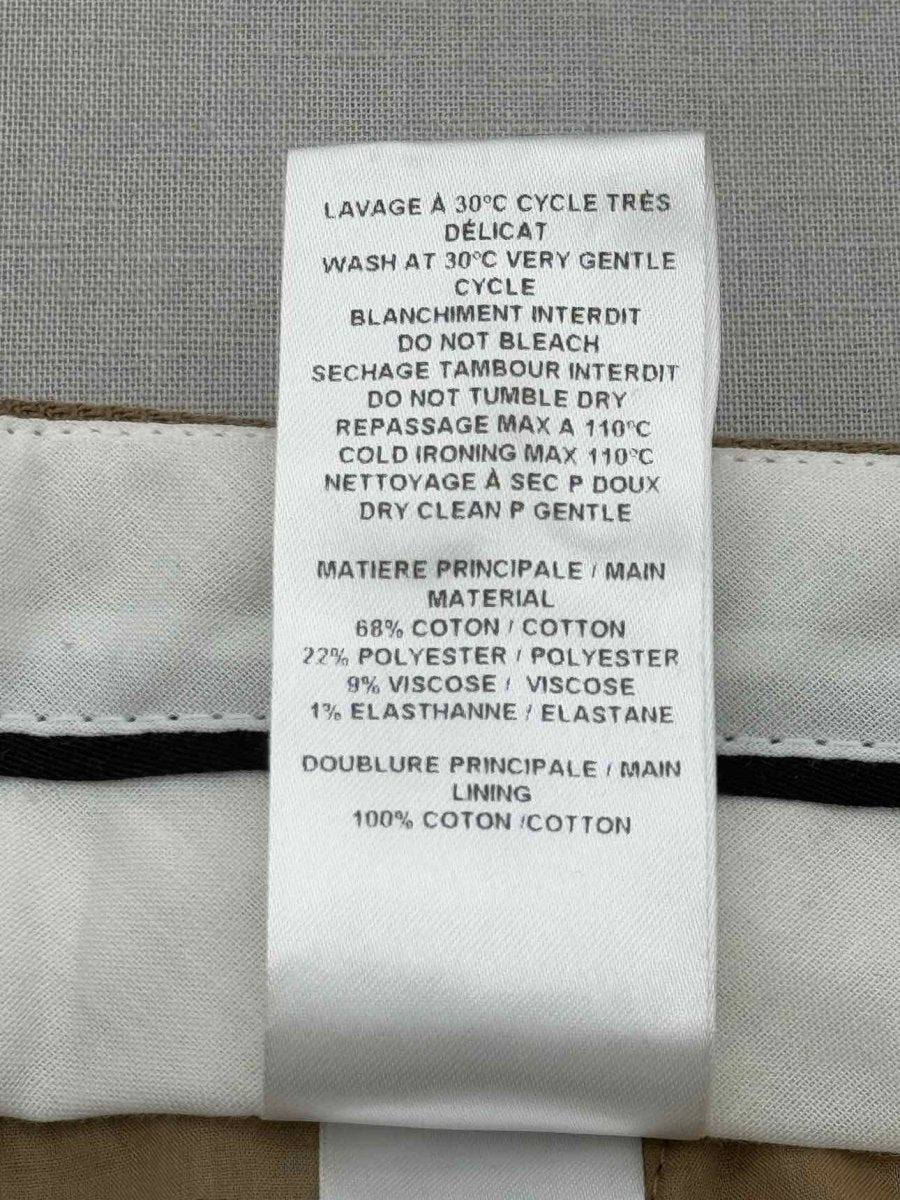 LAVAGE À 30°C CYCLE TRÈS
DÉLICAT
WASH AT 30°C VERY GENTLE
CYCLE
BLANCHIMENT INTERDIT
DO NOT BLEACH
SECHAGE TAMBOUR INTERDIT
DO NOT TUMBLE DRY
REPASSAGE MAX A 110°C
COLD IRONING MAX 110°C
NETTOYAGE À SEC P DOUX
DRY CLEAN P GENTLE
MATIERE PRINCIPALE / MAIN
MATERIAL
68% COTON / COTTON
22% POLYESTER / POLYESTER
9% VISCOSE / VISCOSE
1% ELASTHANNE / ELASTANE
DOUBLURE PRINCIPALE / MAIN
LINING
100% COTON /COTTON